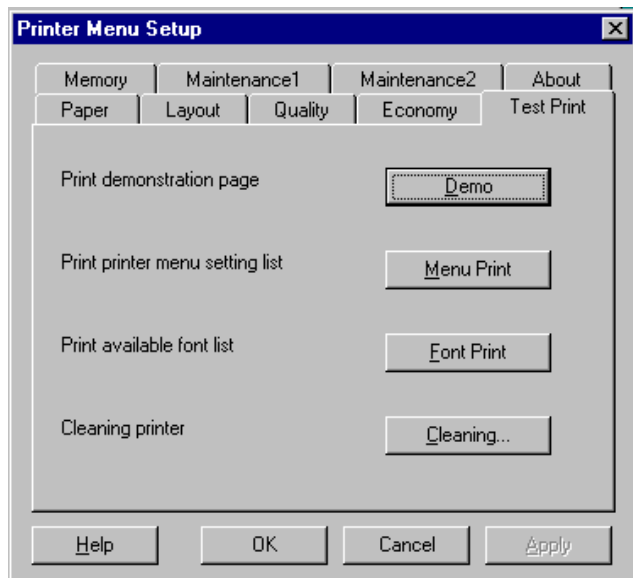 Printer Menu Setup
Memory Maintenance1 Maintenance2 About
Paper Layout Quality Economy Test Print
Print demonstration page Demo
Print printer menu setting list Menu Print
Print available font list Font Print
Cleaning printer Cleaning...
Help OK Cancel Apply